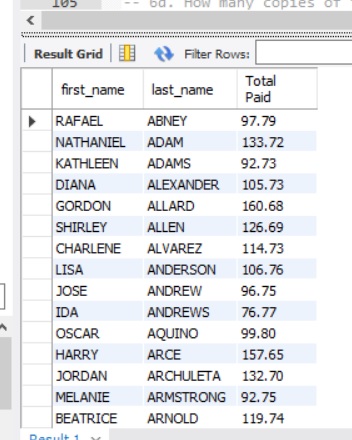 105 -- 6d. How many copies of
Result Grid Filter Rows:
first_name last_name Total Paid
RAFAEL ABNEY 97.79
NATHANIEL ADAM 133.72
KATHLEEN ADAMS 92.73
DIANA ALEXANDER 105.73
GORDON ALLARD 160.68
SHIRLEY ALLEN 126.69
CHARLENE ALVAREZ 114.73
LISA ANDERSON 106.76
JOSE ANDREW 96.75
IDA ANDREWS 76.77
OSCAR AQUINO 99.80
HARRY ARCE 157.65
JORDAN ARCHULETA 132.70
MELANIE ARMSTRONG 92.75
BEATRICE ARNOLD 119.74
Result 1